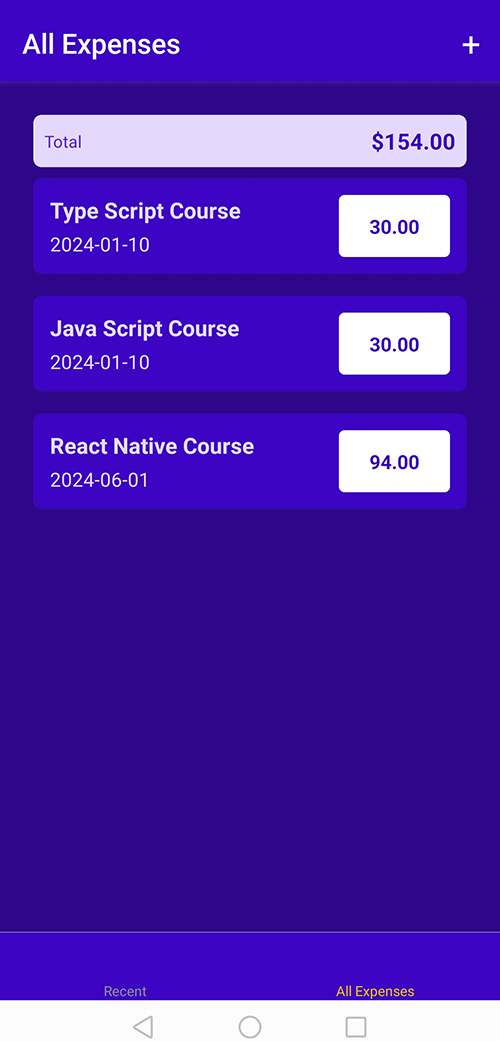 All Expenses +
Total $154.00
Type Script Course
2024-01-10
30.00
Java Script Course
2024-01-10
30.00
React Native Course
2024-06-01
94.00
Recent All Expenses